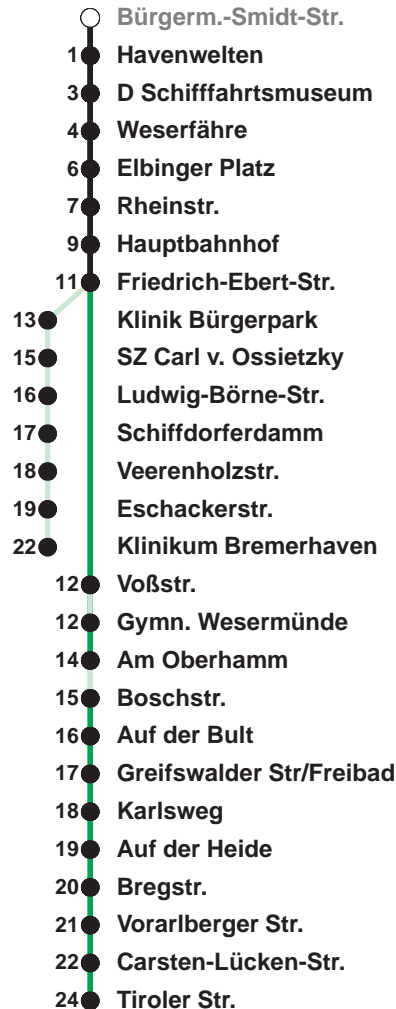 Bürgerm.-Smidt-Str.
1 Havenwelten
3 D Schifffahrtsmuseum
4 Weserfähre
6 Elbinger Platz
7 Rheinstr.
9 Hauptbahnhof
11 Friedrich-Ebert-Str.
13 Klinik Bürgerpark
15 SZ Carl v. Ossietzky
16 Ludwig-Börne-Str.
17 Schiffdorferdamm
18 Veerenholzstr.
19 Eschackerstr.
22 Klinikum Bremerhaven
12 Voßstr.
12 Gymn. Wesermünde
14 Am Oberhamm
15 Boschstr.
16 Auf der Bult
17 Greifswalder Str/Freibad
18 Karlsweg
19 Auf der Heide
20 Bregstr.
21 Vorarlberger Str.
22 Carsten-Lücken-Str.
24 Tiroler Str.